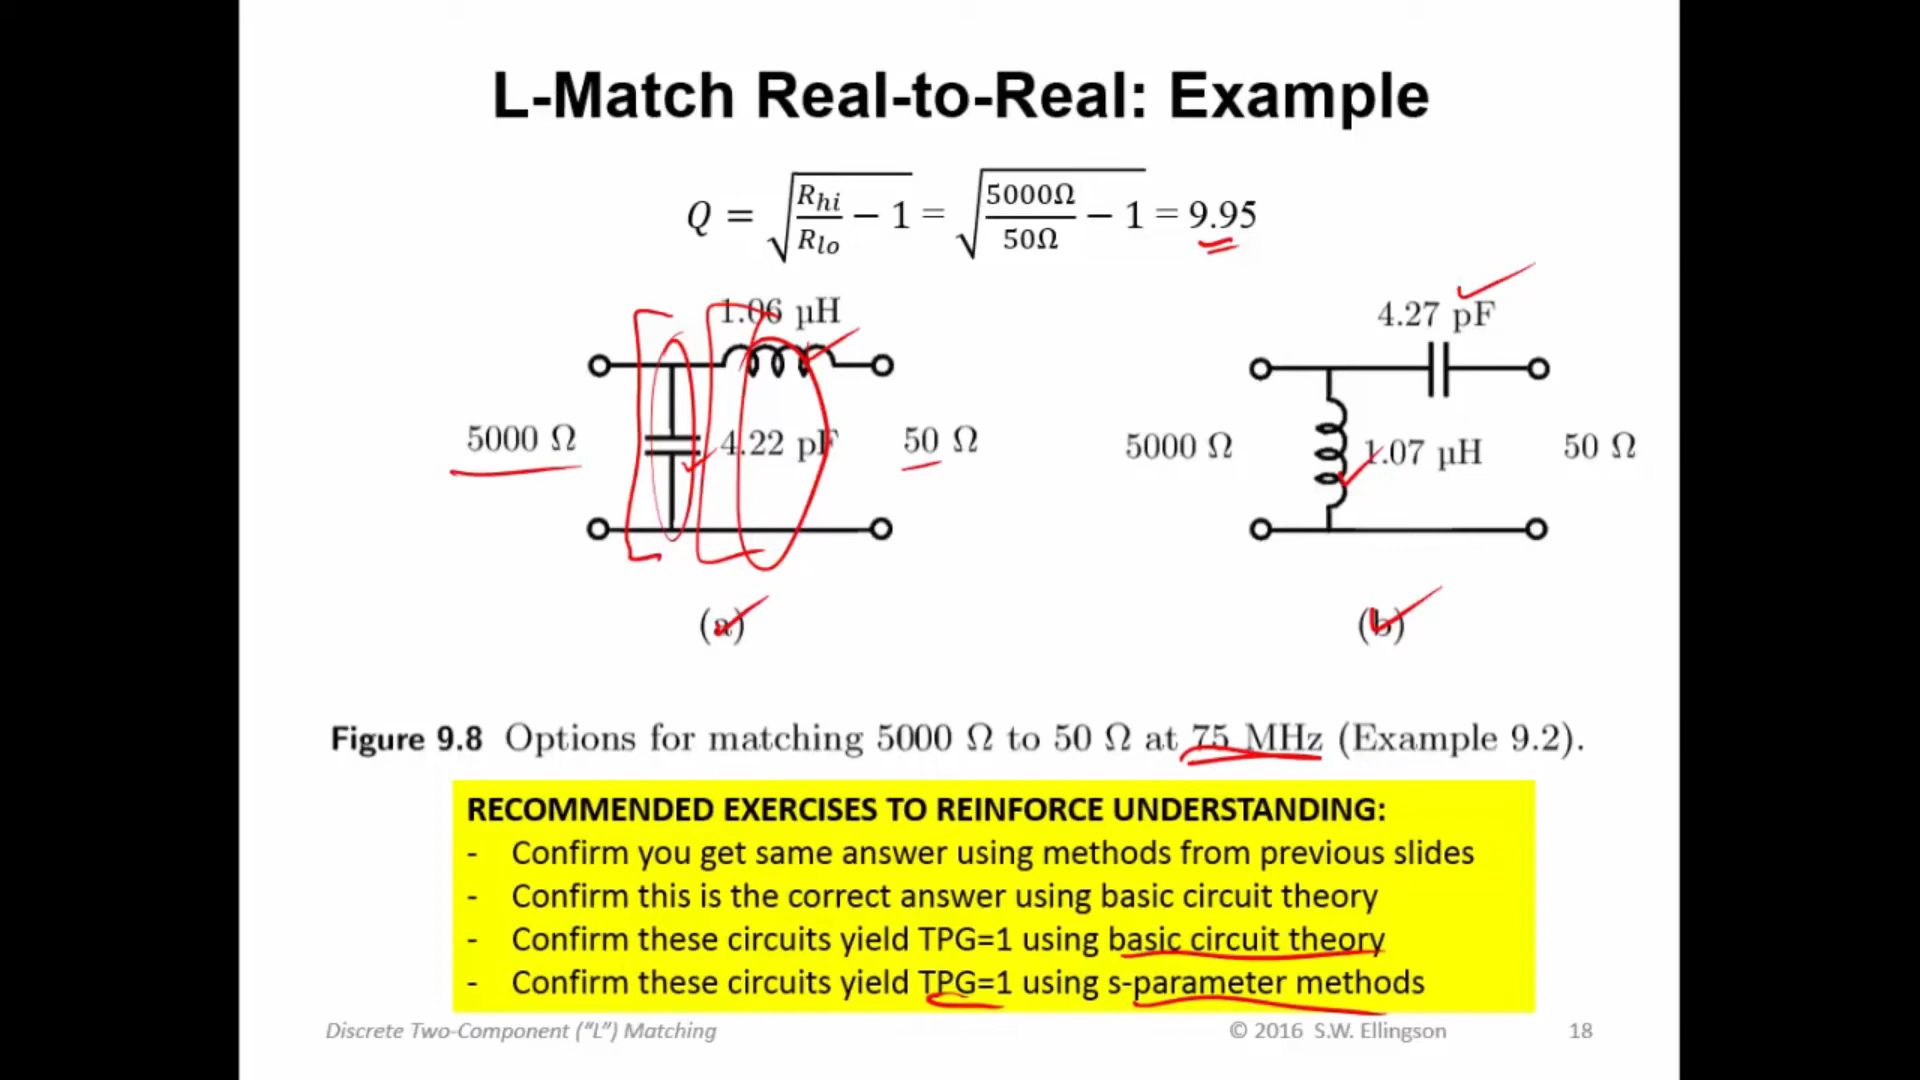 L-Match Real-to-Real: Example
Q = √(R_hi/R_lo − 1) = √(5000Ω/50Ω − 1) = 9.95
1.06 µH
4.27 pF
5000 Ω
4.22 pF
50 Ω
5000 Ω
1.07 µH
50 Ω
(a)
(b)
Figure 9.8 Options for matching 5000 Ω to 50 Ω at 75 MHz (Example 9.2).
RECOMMENDED EXERCISES TO REINFORCE UNDERSTANDING:
- Confirm you get same answer using methods from previous slides
- Confirm this is the correct answer using basic circuit theory
- Confirm these circuits yield TPG=1 using basic circuit theory
- Confirm these circuits yield TPG=1 using s-parameter methods
Discrete Two-Component ("L") Matching
© 2016 S.W. Ellingson
18